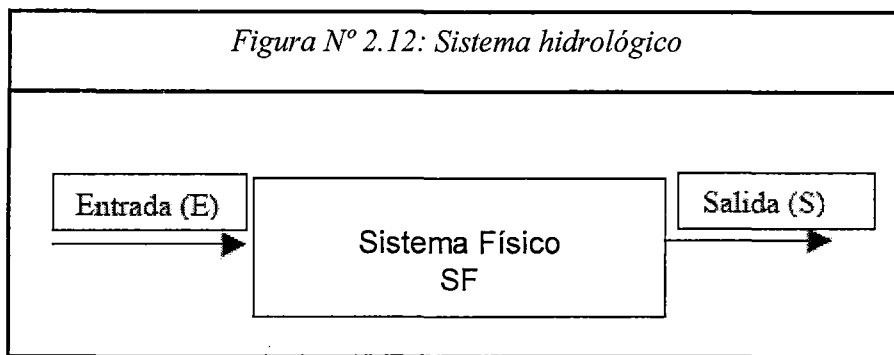 Figura Nº 2.12: Sistema hidrológico
Entrada (E)
Sistema Físico
SF
Salida (S)